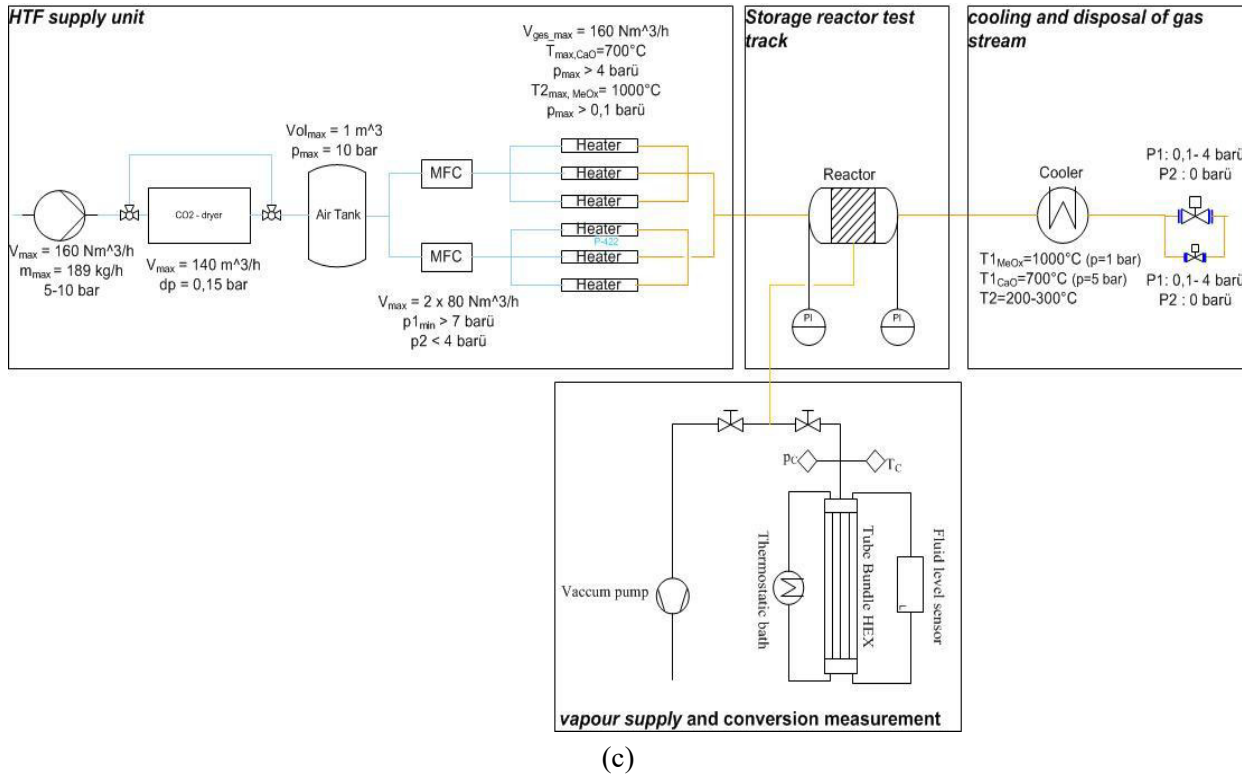 HTF supply unit
V_ges_max = 160 Nm^3/h
T_max,CaO=700°C
p_max > 4 barü
T2_max, MeOx= 1000°C
p_max > 0,1 barü
Vol_max = 1 m^3
p_max = 10 bar
CO2 - dryer
Air Tank
MFC
MFC
Heater
Heater
Heater
Heater
P-422
Heater
Heater
V_max = 160 Nm^3/h
m_max = 189 kg/h
5-10 bar
V_max = 140 m^3/h
dp = 0,15 bar
V_max = 2 x 80 Nm^3/h
p1_min > 7 barü
p2 < 4 barü
Storage reactor test
track
Reactor
PI
PI
cooling and disposal of gas
stream
Cooler
P1: 0,1- 4 barü
P2 : 0 barü
T1_MeOx=1000°C (p=1 bar)
T1_CaO=700°C (p=5 bar)
T2=200-300°C
P1: 0,1- 4 barü
P2 : 0 barü
p_C
T_C
Vaccum pump
Thermostatic bath
Tube Bundle HEX
Fluid level sensor
L
vapour supply and conversion measurement
(c)